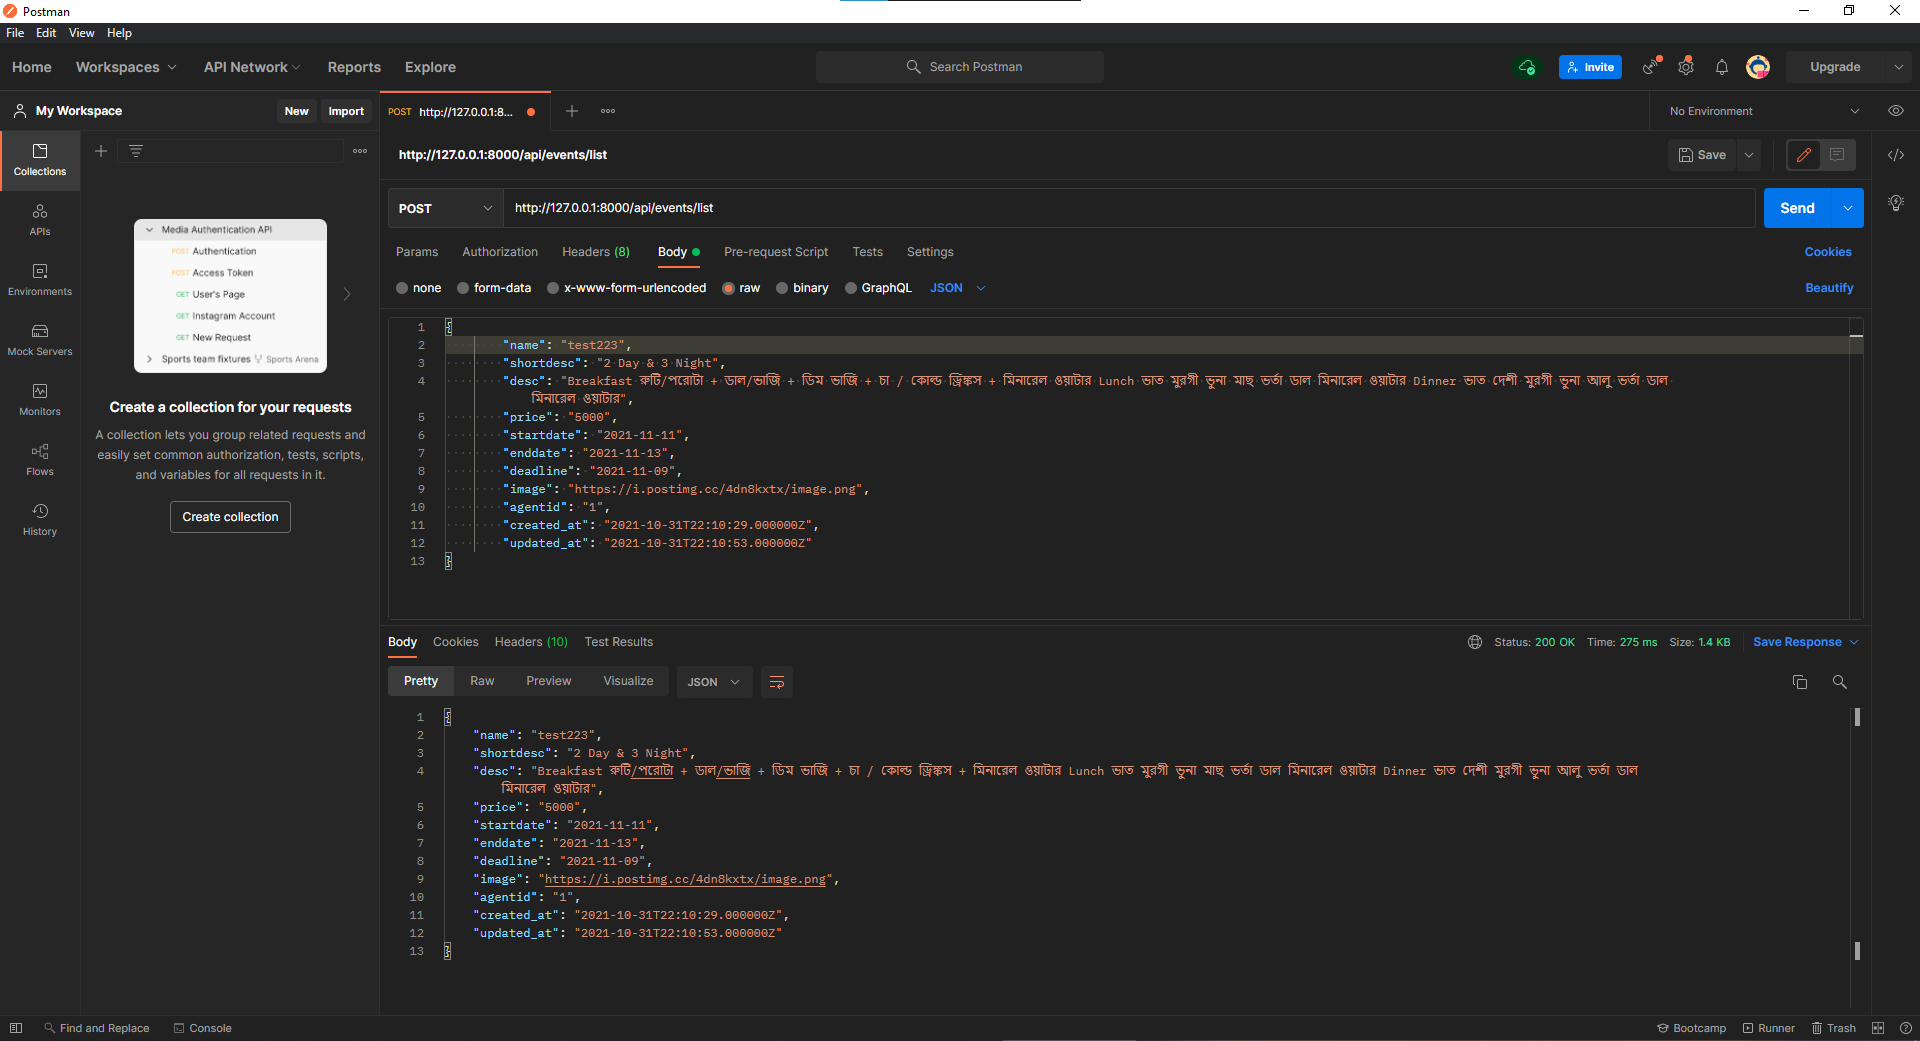 Postman
File Edit View Help
Home Workspaces API Network Reports Explore Search Postman Invite Upgrade
My Workspace New Import POST http://127.0.0.1:8... No Environment
http://127.0.0.1:8000/api/events/list Save
POST http://127.0.0.1:8000/api/events/list Send
Params Authorization Headers (8) Body Pre-request Script Tests Settings Cookies
none form-data x-www-form-urlencoded raw binary GraphQL JSON Beautify
Collections
APIs
Environments
Mock Servers
Monitors
Flows
History
Media Authentication API
POST Authentication
POST Access Token
GET User's Page
GET Instagram Account
GET New Request
Sports team fixtures Sports Arena
Create a collection for your requests
A collection lets you group related requests and
easily set common authorization, tests, scripts,
and variables for all requests in it.
Create collection
1 {
2 "name": "test223",
3 "shortdesc": "2 Day & 3 Night",
4 "desc": "Breakfast রুটি/পরোটা + ডাল/ভাজি + ডিম ভাজি + চা / কোল্ড ড্রিঙ্কস + মিনারেল ওয়াটার Lunch ভাত মুরগী ভুনা মাছ ভর্তা ডাল মিনারেল ওয়াটার Dinner ভাত দেশী মুরগী ভুনা আলু ভর্তা ডাল
মিনারেল ওয়াটার",
5 "price": "5000",
6 "startdate": "2021-11-11",
7 "enddate": "2021-11-13",
8 "deadline": "2021-11-09",
9 "image": "https://i.postimg.cc/4dn8kxtx/image.png",
10 "agentid": "1",
11 "created_at": "2021-10-31T22:10:29.000000Z",
12 "updated_at": "2021-10-31T22:10:53.000000Z"
13 }
Body Cookies Headers (10) Test Results Status: 200 OK Time: 275 ms Size: 1.4 KB Save Response
Pretty Raw Preview Visualize JSON
1 {
2 "name": "test223",
3 "shortdesc": "2 Day & 3 Night",
4 "desc": "Breakfast রুটি/পরোটা + ডাল/ভাজি + ডিম ভাজি + চা / কোল্ড ড্রিঙ্কস + মিনারেল ওয়াটার Lunch ভাত মুরগী ভুনা মাছ ভর্তা ডাল মিনারেল ওয়াটার Dinner ভাত দেশী মুরগী ভুনা আলু ভর্তা ডাল
মিনারেল ওয়াটার",
5 "price": "5000",
6 "startdate": "2021-11-11",
7 "enddate": "2021-11-13",
8 "deadline": "2021-11-09",
9 "image": "https://i.postimg.cc/4dn8kxtx/image.png",
10 "agentid": "1",
11 "created_at": "2021-10-31T22:10:29.000000Z",
12 "updated_at": "2021-10-31T22:10:53.000000Z"
13 }
Find and Replace Console Bootcamp Runner Trash